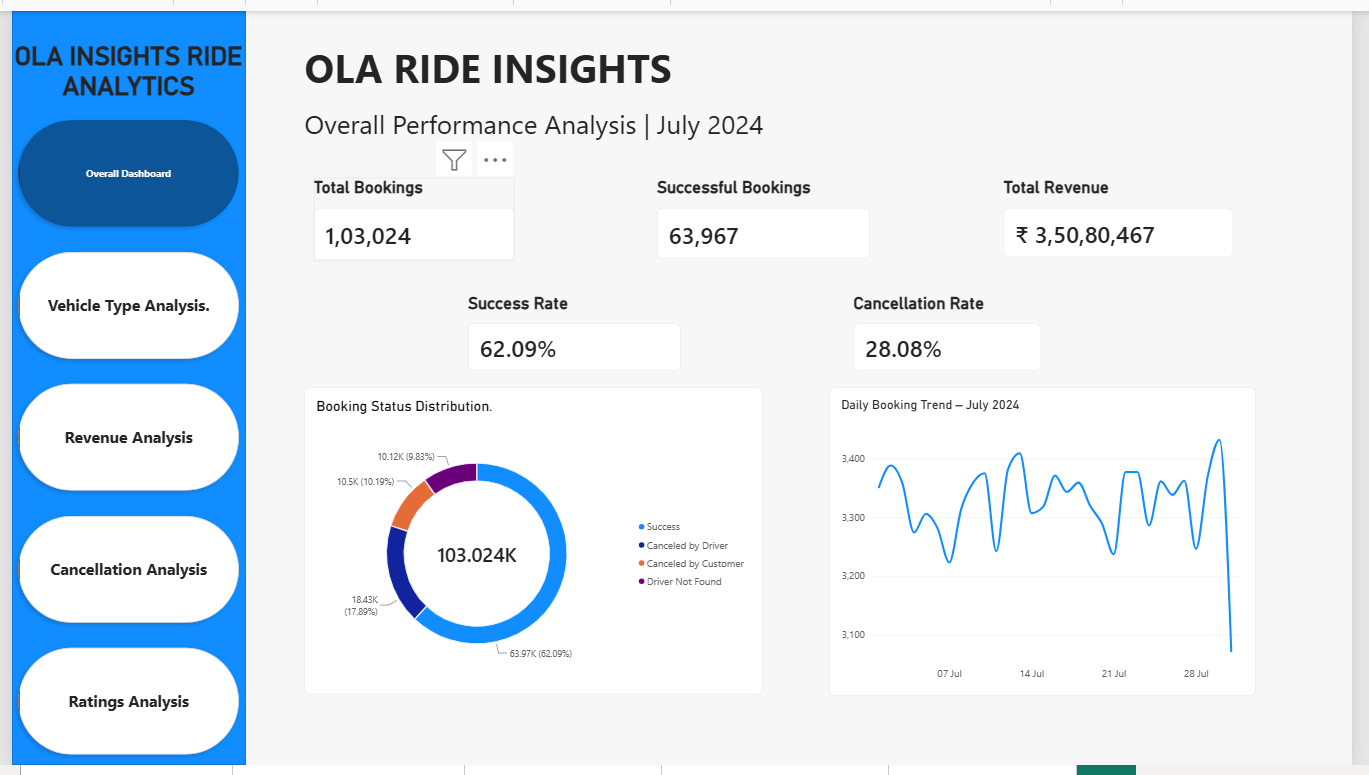 OLA INSIGHTS RIDE
ANALYTICS
Overall Dashboard
Vehicle Type Analysis.
Revenue Analysis
Cancellation Analysis
Ratings Analysis
OLA RIDE INSIGHTS
Overall Performance Analysis | July 2024
Total Bookings
1,03,024
Successful Bookings
63,967
Total Revenue
₹ 3,50,80,467
Success Rate
62.09%
Cancellation Rate
28.08%
Booking Status Distribution.
10.12K (9.83%)
10.5K (10.19%)
103.024K
18.43K
(17.89%)
63.97K (62.09%)
Success
Canceled by Driver
Canceled by Customer
Driver Not Found
Daily Booking Trend – July 2024
3,400
3,300
3,200
3,100
07 Jul
14 Jul
21 Jul
28 Jul